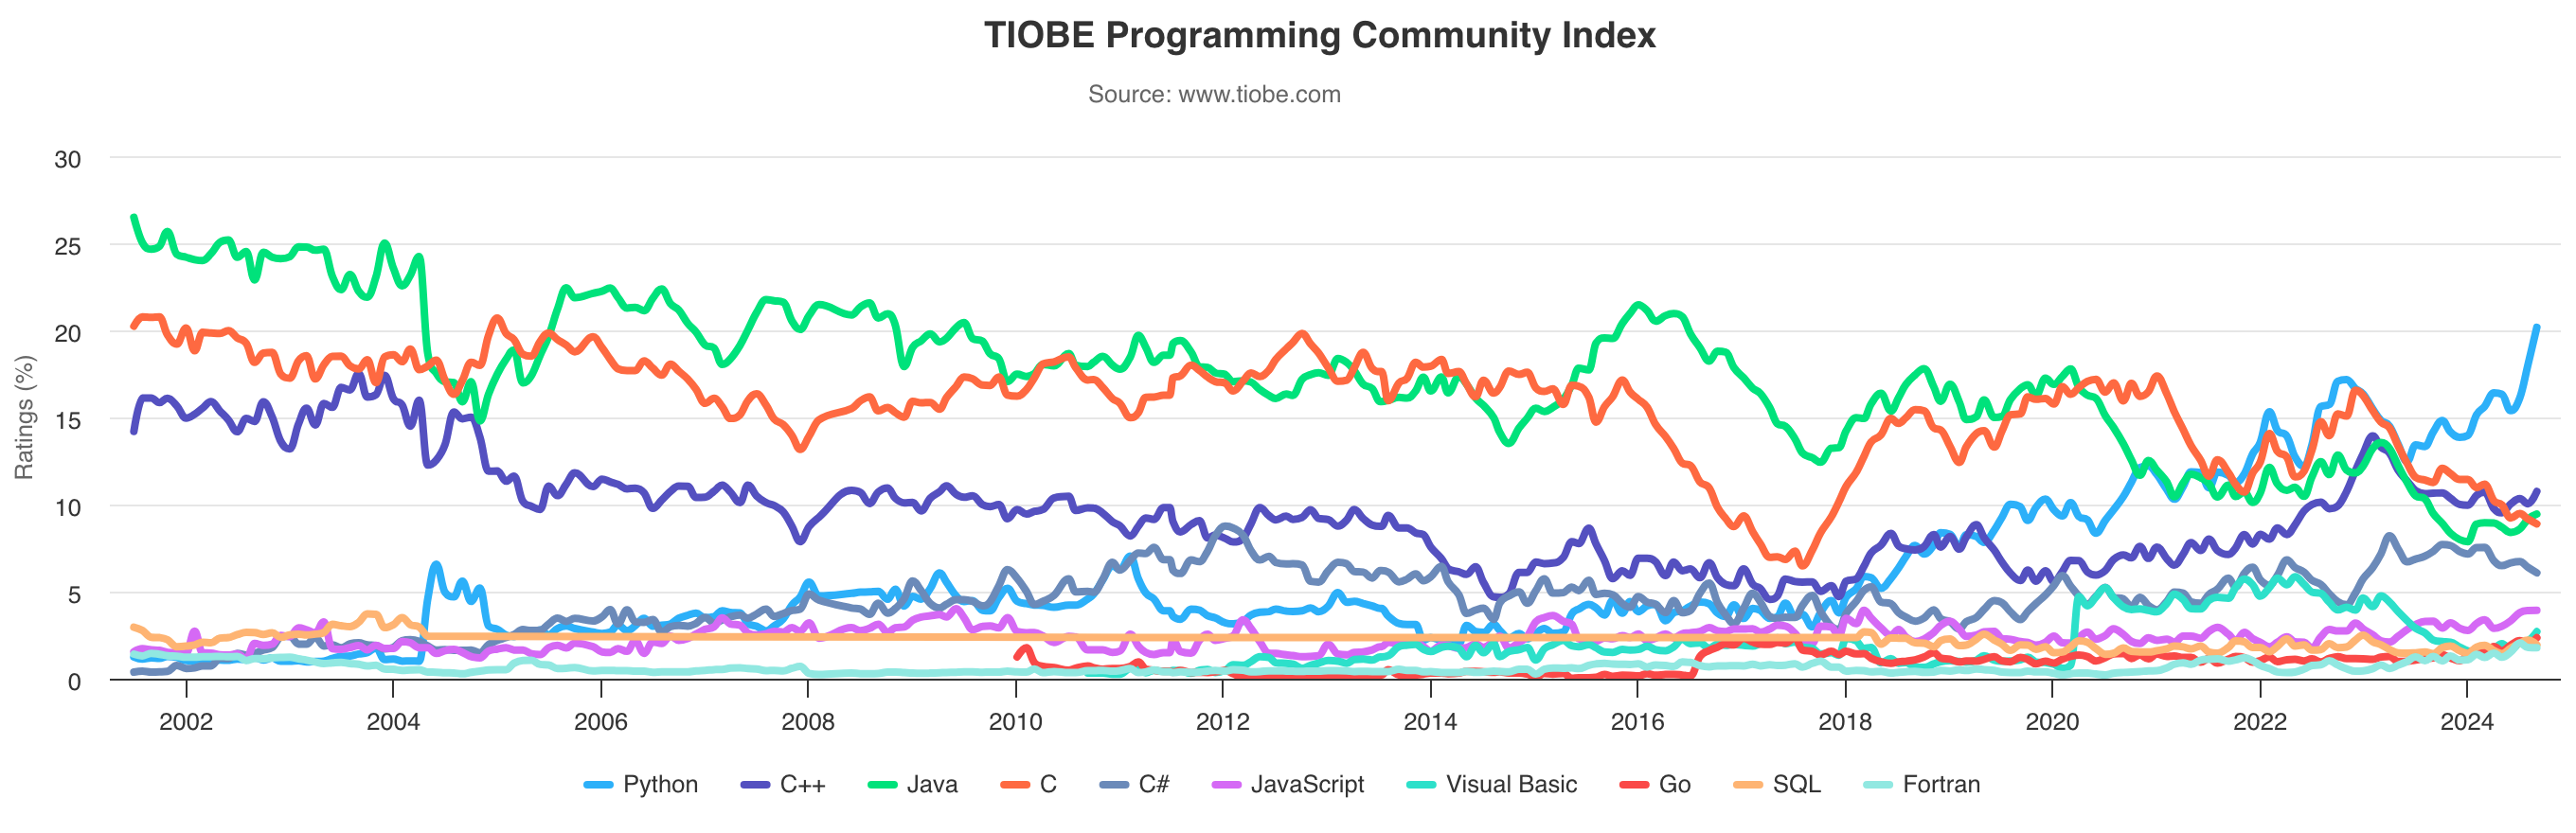 TIOBE Programming Community Index
Source: www.tiobe.com
Ratings (%)
30
25
20
15
10
5
0
2002 2004 2006 2008 2010 2012 2014 2016 2018 2020 2022 2024
Python C++ Java C C# JavaScript Visual Basic Go SQL Fortran